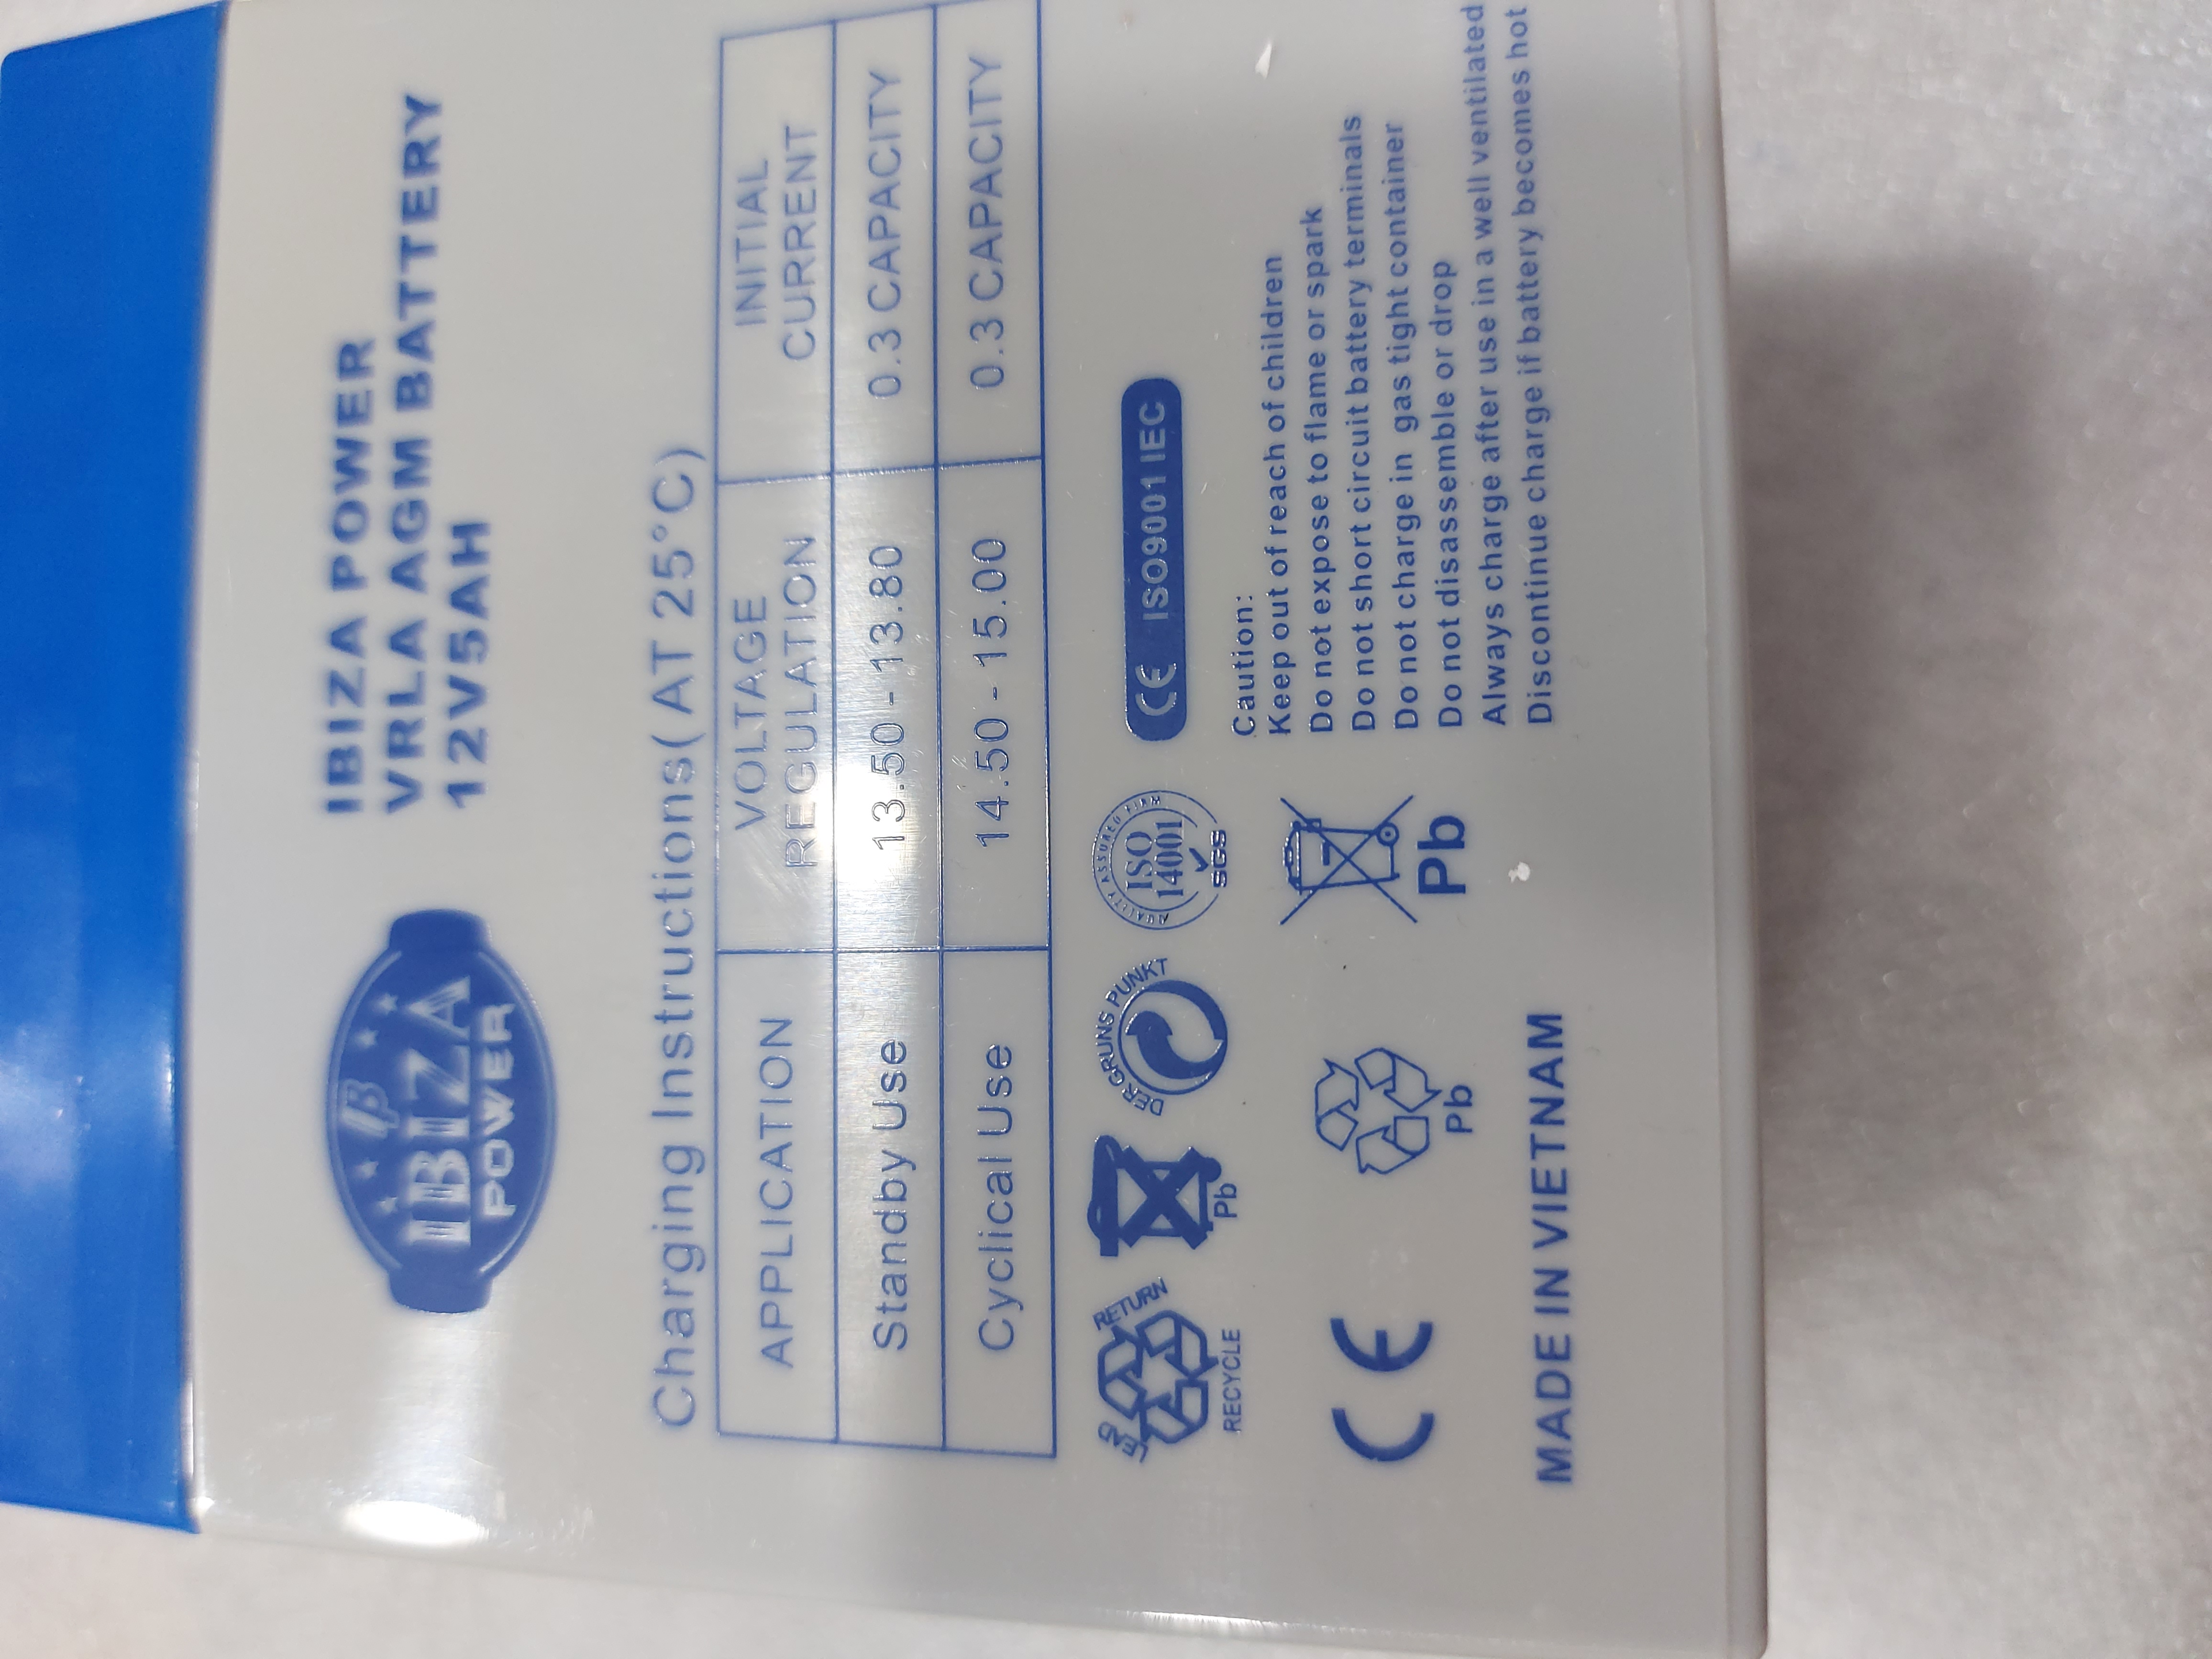 IBIZA
POWER
IBIZA POWER
VRLA AGM BATTERY
12V5AH
Charging Instructions( AT 25°C)
APPLICATION VOLTAGE REGULATION INITIAL CURRENT
Standby Use 13.50 - 13.80 0.3 CAPACITY
Cyclical Use 14.50 - 15.00 0.3 CAPACITY
RETURN
RECYCLE
Pb
DER GRUNS PUNKT
QUALITY ASSURED FIRM
ISO
14001
SGS
CE ISO9001 IEC
CE
Pb
Pb
Caution:
Keep out of reach of children
Do not expose to flame or spark
Do not short circuit battery terminals
Do not charge in gas tight container
Do not disassemble or drop
Always charge after use in a well ventilated
Discontinue charge if battery becomes hot
MADE IN VIETNAM